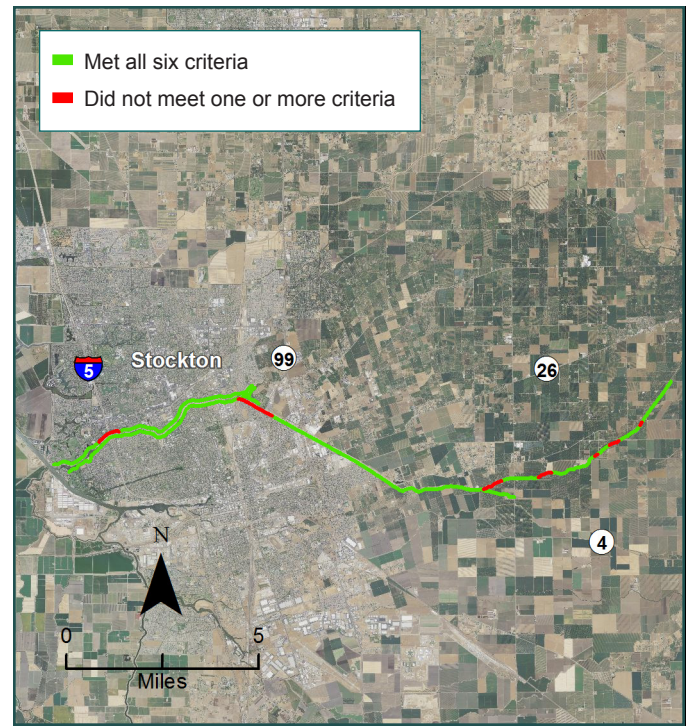 Met all six criteria
Did not meet one or more criteria
99
Stockton
5
26
4
N
0 5
Miles